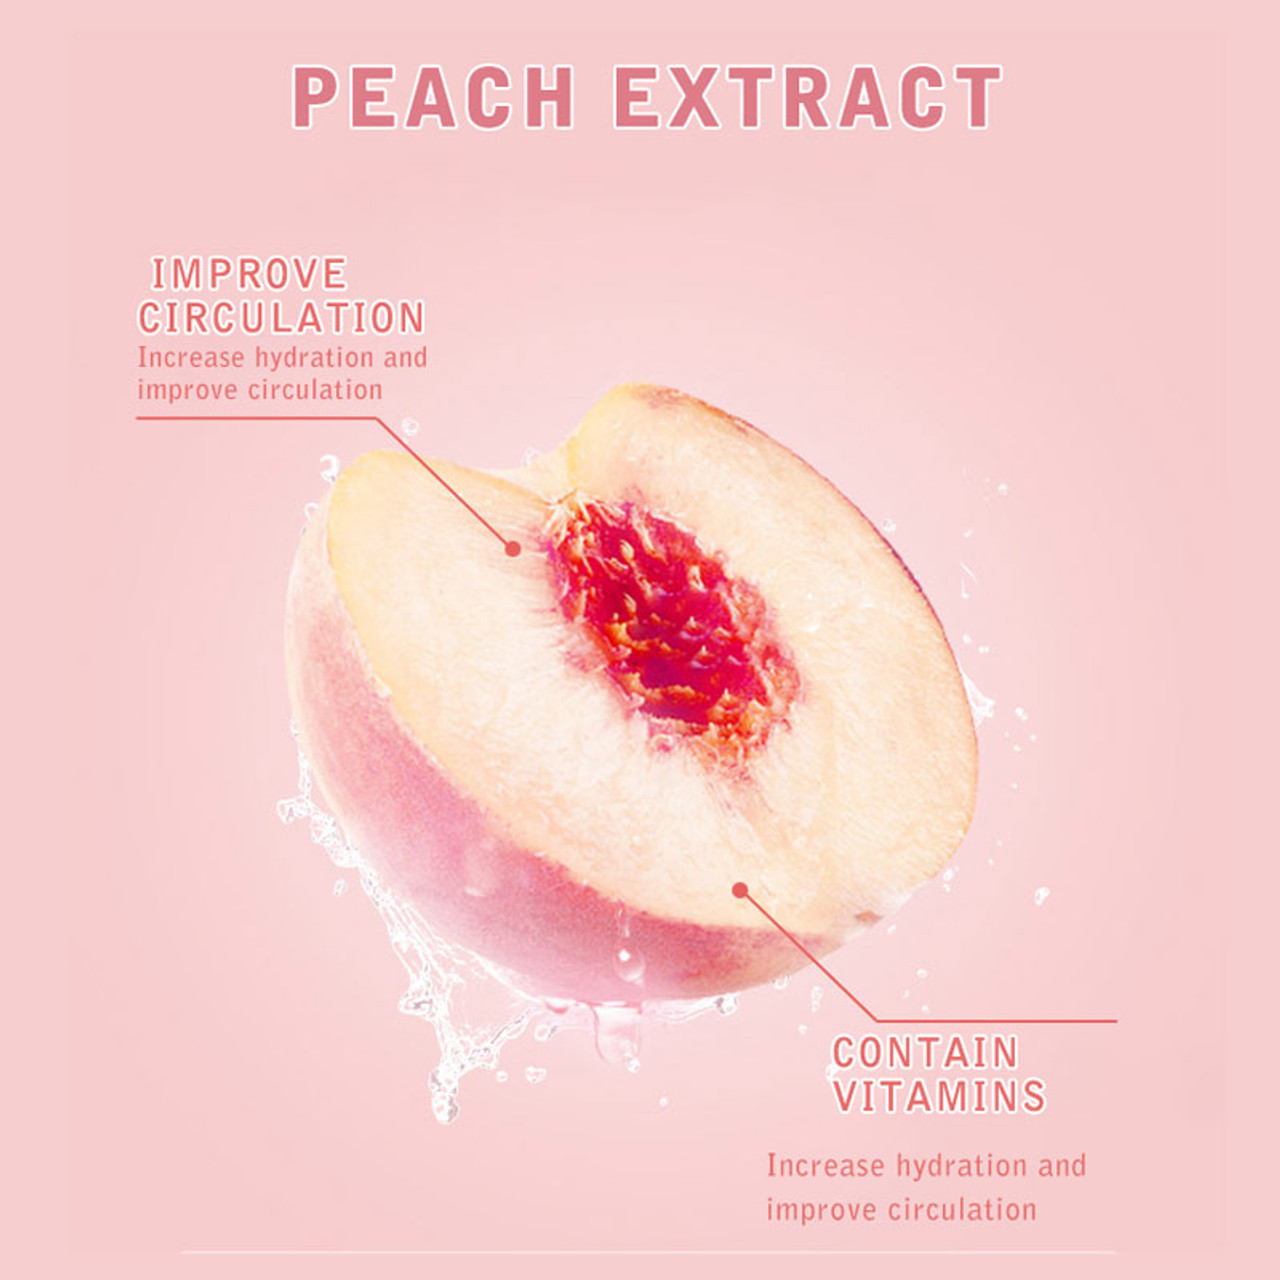 PEACH EXTRACT
IMPROVE
CIRCULATION
Increase hydration and
improve circulation
CONTAIN
VITAMINS
Increase hydration and
improve circulation